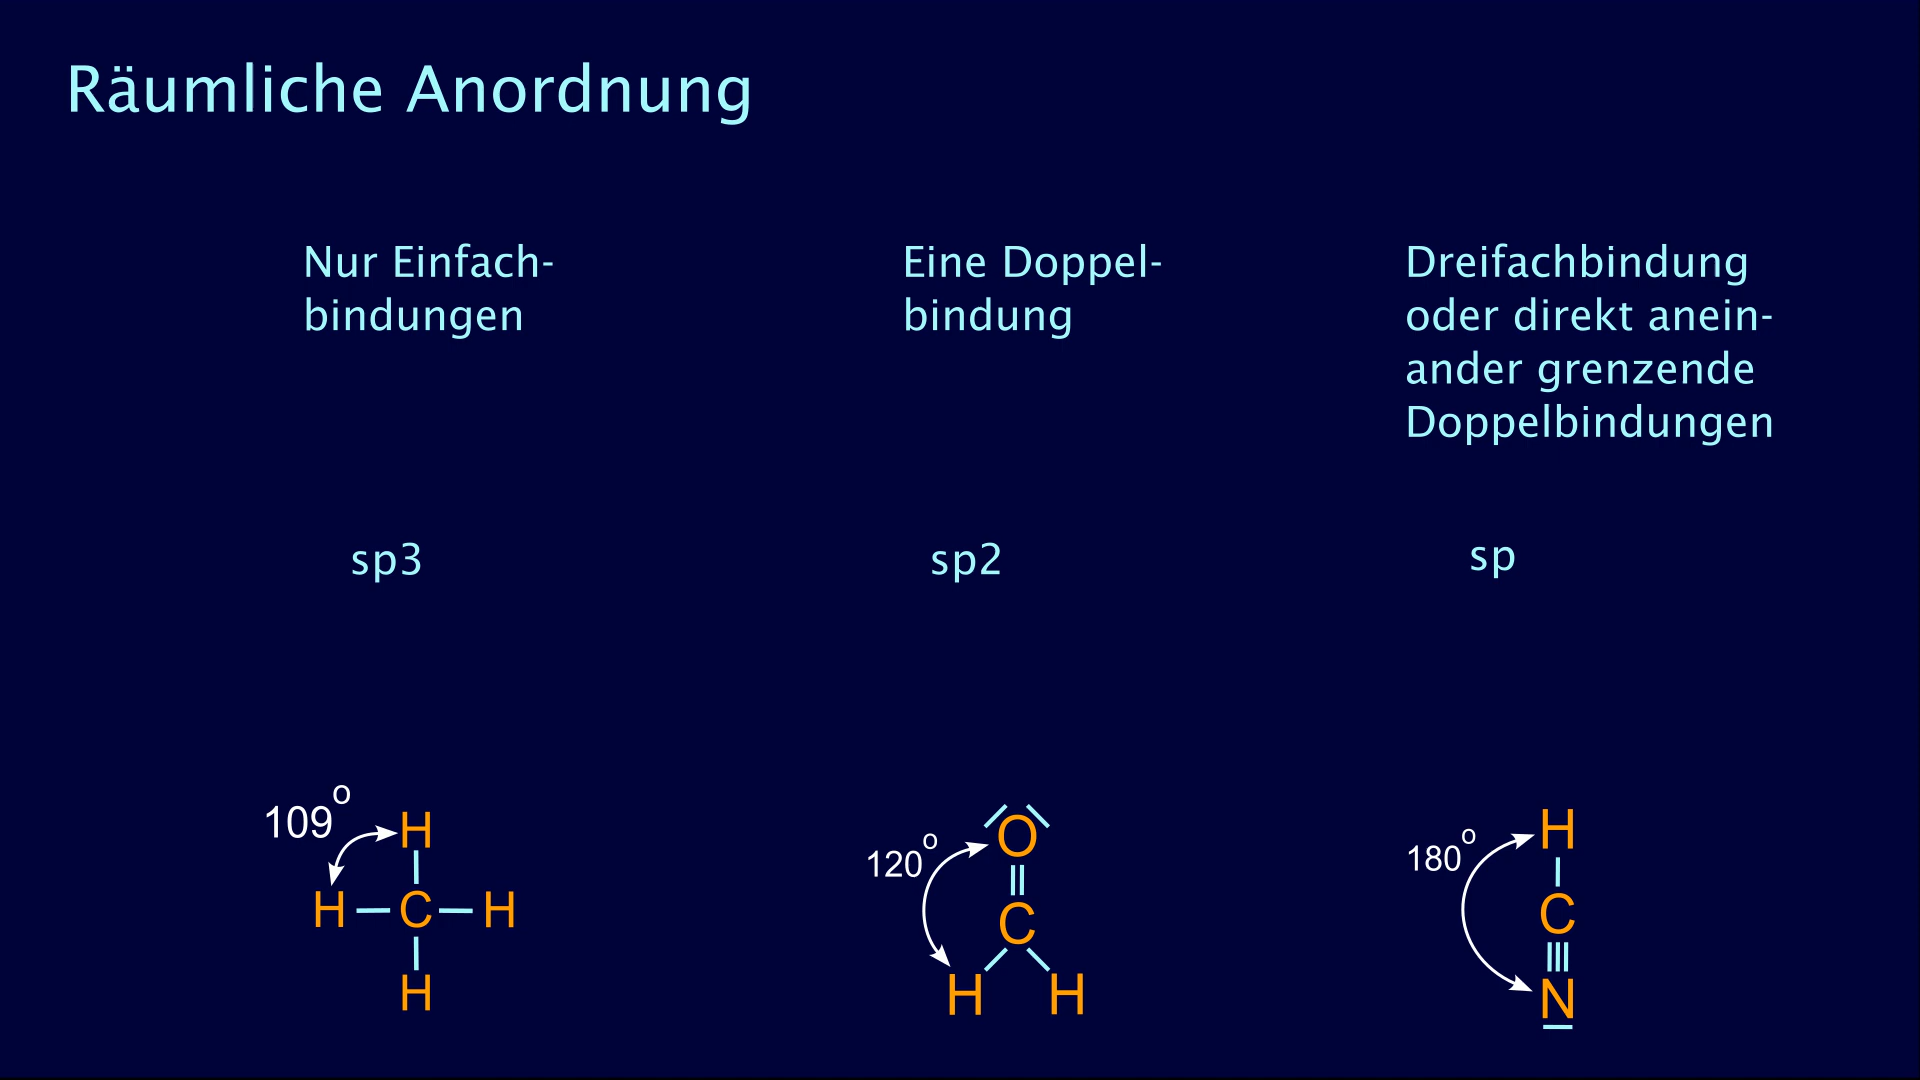 Räumliche Anordnung
Nur Einfach-
bindungen
Eine Doppel-
bindung
Dreifachbindung
oder direkt anein-
ander grenzende
Doppelbindungen
sp3
sp2
sp
109°
H
H C H
H
120°
O
C
H H
180°
H
C
N